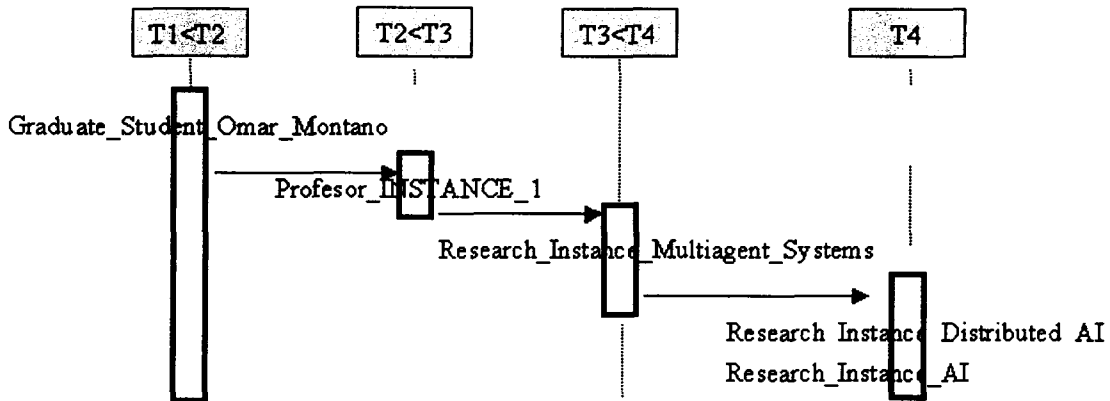 T1<T2
T2<T3
T3<T4
T4
Graduate_Student_Omar_Montano
Profesor_INSTANCE_1
Research_Instance_Multiagent_Systems
Research Instance Distributed AI
Research_Instance_AI